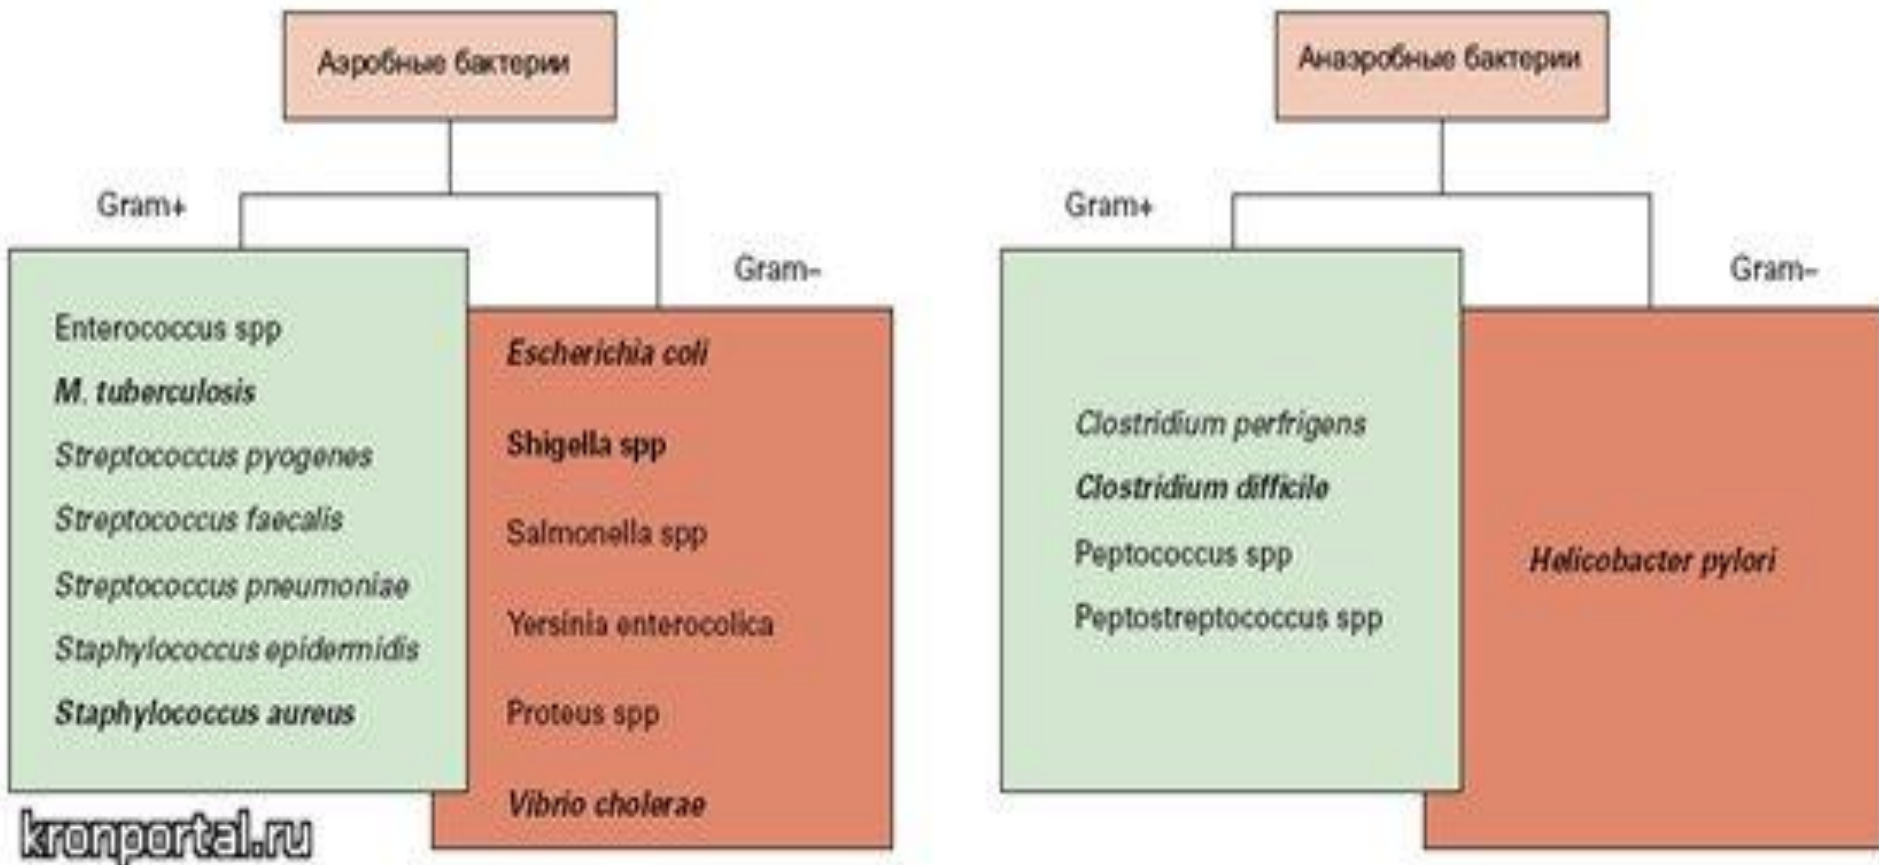 Аэробные бактерии
Gram+
Gram–
Enterococcus spp
M. tuberculosis
Streptococcus pyogenes
Streptococcus faecalis
Streptococcus pneumoniae
Staphylococcus epidermidis
Staphylococcus aureus
Escherichia coli
Shigella spp
Salmonella spp
Yersinia enterocolica
Proteus spp
Vibrio cholerae
Анаэробные бактерии
Gram+
Gram–
Clostridium perfrigens
Clostridium difficile
Peptococcus spp
Peptostreptococcus spp
Helicobacter pylori
kronportal.ru